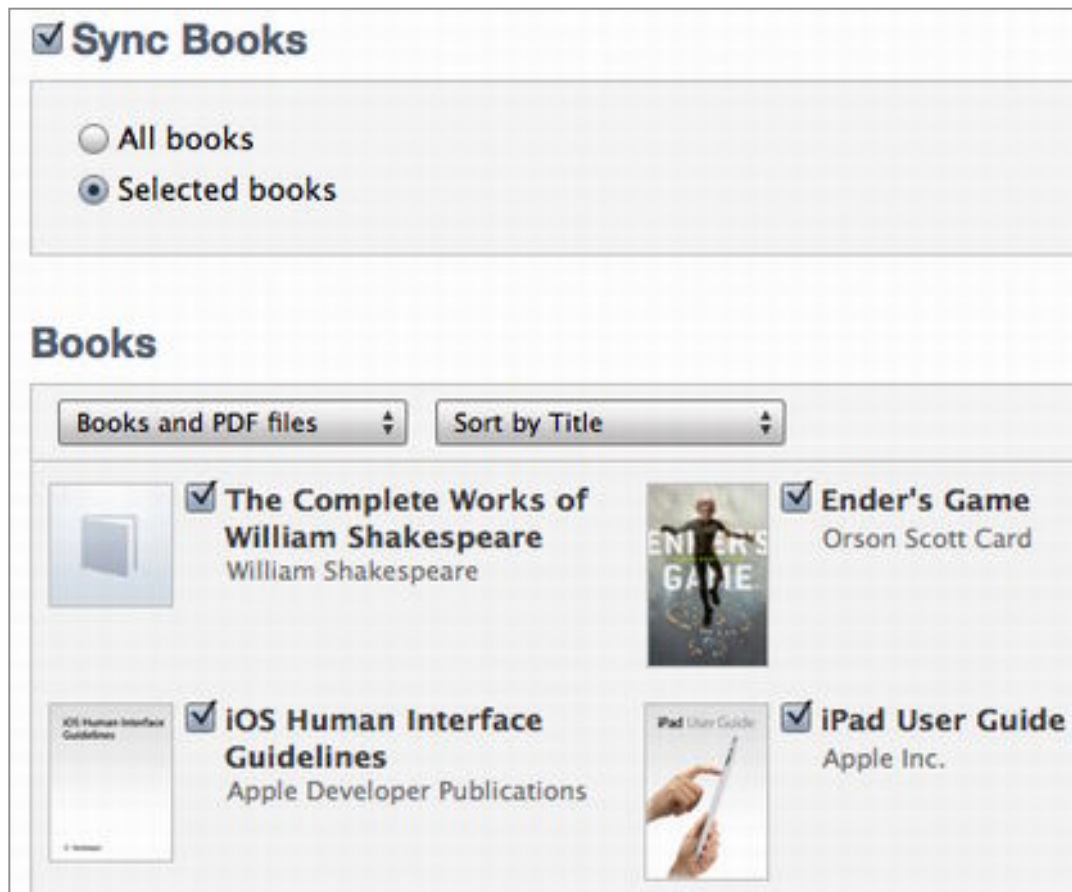 Sync Books
All books
Selected books
Books
Books and PDF files
Sort by Title
The Complete Works of
William Shakespeare
William Shakespeare
Ender's Game
Orson Scott Card
ENDER'S
GAME
iOS Human Interface
Guidelines
Apple Developer Publications
iOS Human Interface
Guidelines
iPad User Guide
Apple Inc.
iPad User Guide